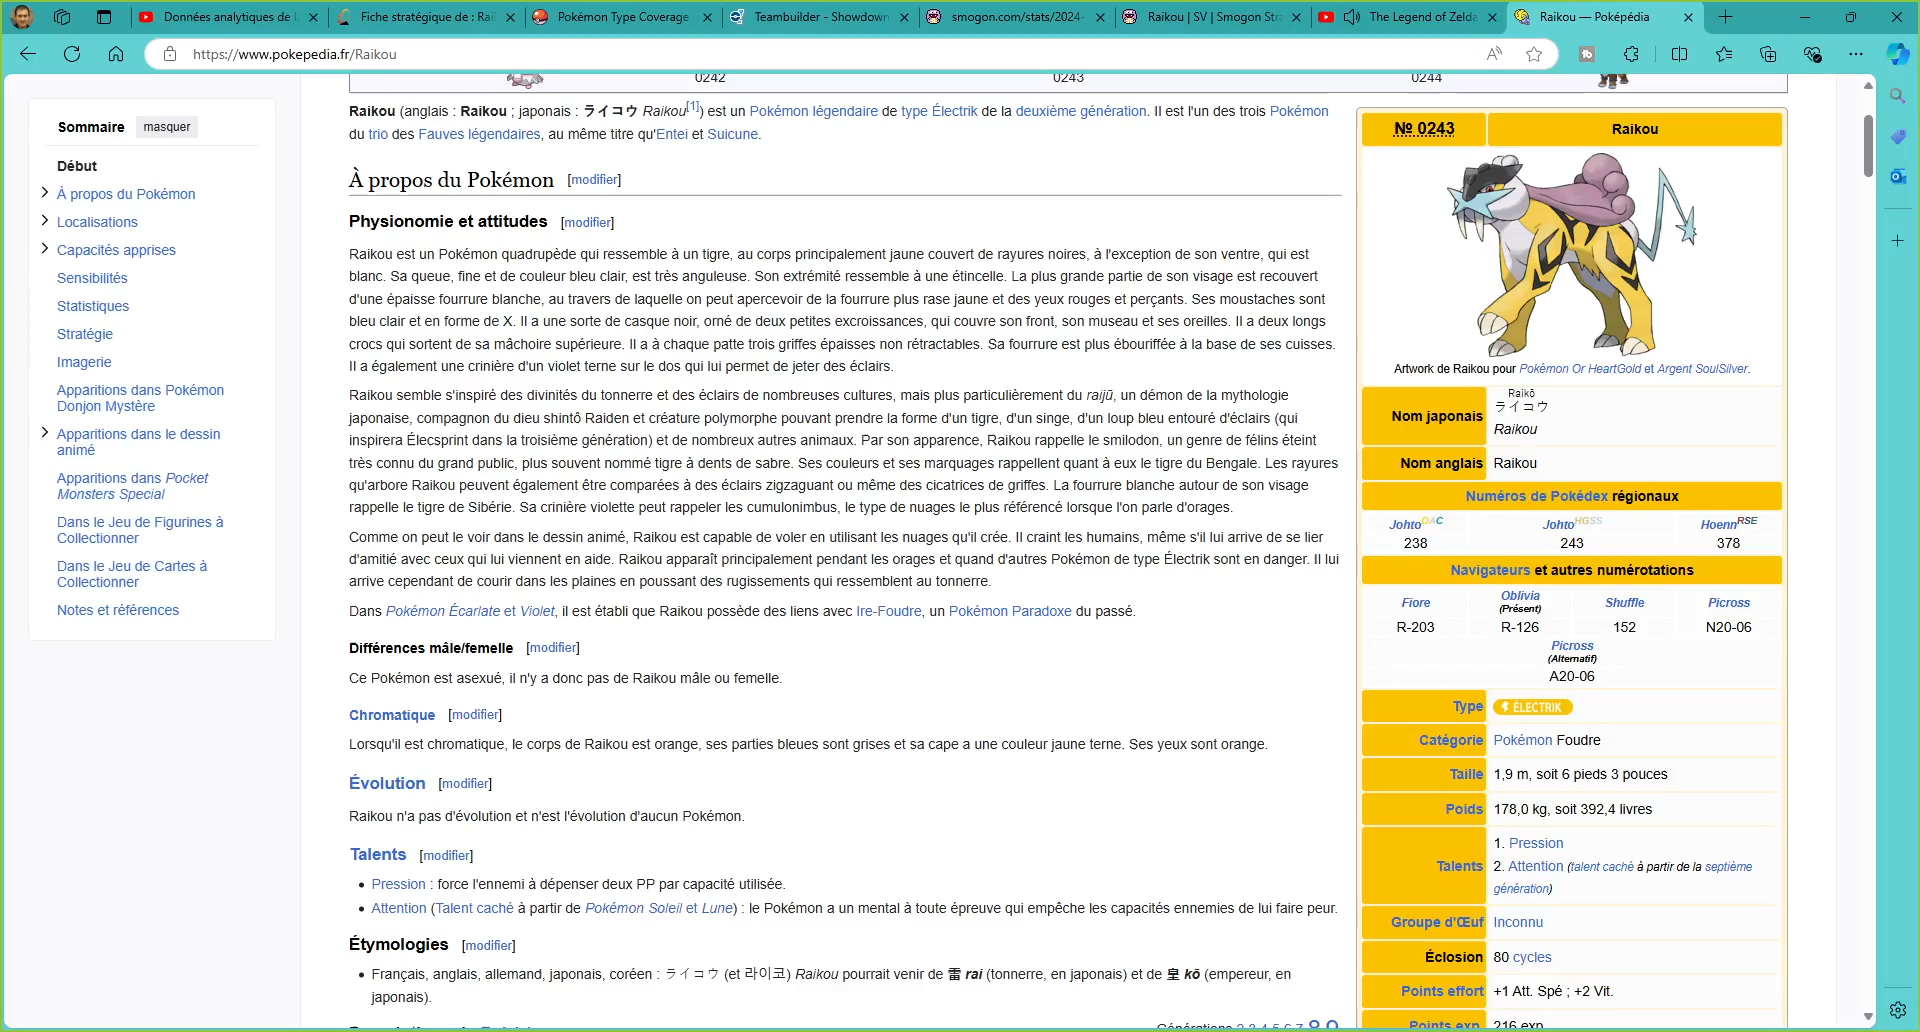 Données analytiques de l
Fiche stratégique de : Rai
Pokémon Type Coverage
Teambuilder - Showdown
smogon.com/stats/2024-
Raikou | SV | Smogon Stra
The Legend of Zelda
Raikou — Poképédia
https://www.pokepedia.fr/Raikou
0242
0243
0244
Sommaire masquer
Début
À propos du Pokémon
Localisations
Capacités apprises
Sensibilités
Statistiques
Stratégie
Imagerie
Apparitions dans Pokémon
Donjon Mystère
Apparitions dans le dessin
animé
Apparitions dans Pocket
Monsters Special
Dans le Jeu de Figurines à
Collectionner
Dans le Jeu de Cartes à
Collectionner
Notes et références
Raikou (anglais : Raikou ; japonais : ライコウ Raikou[1]) est un Pokémon légendaire de type Électrik de la deuxième génération. Il est l'un des trois Pokémon
du trio des Fauves légendaires, au même titre qu'Entei et Suicune.
À propos du Pokémon [modifier]
Physionomie et attitudes [modifier]
Raikou est un Pokémon quadrupède qui ressemble à un tigre, au corps principalement jaune couvert de rayures noires, à l'exception de son ventre, qui est
blanc. Sa queue, fine et de couleur bleu clair, est très anguleuse. Son extrémité ressemble à une étincelle. La plus grande partie de son visage est recouvert
d'une épaisse fourrure blanche, au travers de laquelle on peut apercevoir de la fourrure plus rase jaune et des yeux rouges et perçants. Ses moustaches sont
bleu clair et en forme de X. Il a une sorte de casque noir, orné de deux petites excroissances, qui couvre son front, son museau et ses oreilles. Il a deux longs
crocs qui sortent de sa mâchoire supérieure. Il a à chaque patte trois griffes épaisses non rétractables. Sa fourrure est plus ébouriffée à la base de ses cuisses.
Il a également une crinière d'un violet terne sur le dos qui lui permet de jeter des éclairs.
Raikou semble s'inspiré des divinités du tonnerre et des éclairs de nombreuses cultures, mais plus particulièrement du raijū, un démon de la mythologie
japonaise, compagnon du dieu shintô Raiden et créature polymorphe pouvant prendre la forme d'un tigre, d'un singe, d'un loup bleu entouré d'éclairs (qui
inspirera Élecsprint dans la troisième génération) et de nombreux autres animaux. Par son apparence, Raikou rappelle le smilodon, un genre de félins éteint
très connu du grand public, plus souvent nommé tigre à dents de sabre. Ses couleurs et ses marquages rappellent quant à eux le tigre du Bengale. Les rayures
qu'arbore Raikou peuvent également être comparées à des éclairs zigzaguant ou même des cicatrices de griffes. La fourrure blanche autour de son visage
rappelle le tigre de Sibérie. Sa crinière violette peut rappeler les cumulonimbus, le type de nuages le plus référencé lorsque l'on parle d'orages.
Comme on peut le voir dans le dessin animé, Raikou est capable de voler en utilisant les nuages qu'il crée. Il craint les humains, même s'il lui arrive de se lier
d'amitié avec ceux qui lui viennent en aide. Raikou apparaît principalement pendant les orages et quand d'autres Pokémon de type Électrik sont en danger. Il lui
arrive cependant de courir dans les plaines en poussant des rugissements qui ressemblent au tonnerre.
Dans Pokémon Écarlate et Violet, il est établi que Raikou possède des liens avec Ire-Foudre, un Pokémon Paradoxe du passé.
Différences mâle/femelle [modifier]
Ce Pokémon est asexué, il n'y a donc pas de Raikou mâle ou femelle.
Chromatique [modifier]
Lorsqu'il est chromatique, le corps de Raikou est orange, ses parties bleues sont grises et sa cape a une couleur jaune terne. Ses yeux sont orange.
Évolution [modifier]
Raikou n'a pas d'évolution et n'est l'évolution d'aucun Pokémon.
Talents [modifier]
• Pression : force l'ennemi à dépenser deux PP par capacité utilisée.
• Attention (Talent caché à partir de Pokémon Soleil et Lune) : le Pokémon a un mental à toute épreuve qui empêche les capacités ennemies de lui faire peur.
Étymologies [modifier]
• Français, anglais, allemand, japonais, coréen : ライコウ (et 라이코) Raikou pourrait venir de 雷 rai (tonnerre, en japonais) et de 皇 kō (empereur, en
japonais).
Générations 2 3 4 5 6 7 8 9
№ 0243 Raikou
Artwork de Raikou pour Pokémon Or HeartGold et Argent SoulSilver.
Nom japonais
Raikō
ライコウ
Raikou
Nom anglais Raikou
Numéros de Pokédex régionaux
JohtoOAC JohtoHGSS HoennRSE
238 243 378
Navigateurs et autres numérotations
Fiore Oblivia (Présent) Shuffle Picross
R-203 R-126 152 N20-06
Picross
(Alternatif)
A20-06
Type ÉLECTRIK
Catégorie Pokémon Foudre
Taille 1,9 m, soit 6 pieds 3 pouces
Poids 178,0 kg, soit 392,4 livres
Talents
1. Pression
2. Attention (talent caché à partir de la septième
génération)
Groupe d'Œuf Inconnu
Éclosion 80 cycles
Points effort +1 Att. Spé ; +2 Vit.
Points exp 216 exp